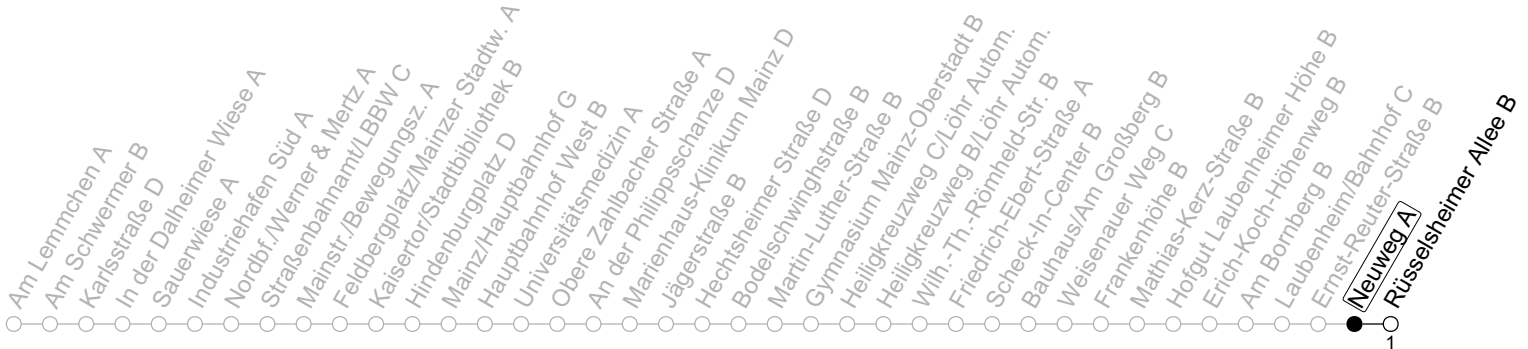 Am Lemmchen A
Am Schwermer B
Karlsstraße D
In der Dalheimer Wiese A
Sauerwiese A
Industriehafen Süd A
Nordbf./Werner & Mertz A
Straßenbahnamt/LBBW C
Mainstr./Bewegungsz. A
Feldbergplatz/Mainzer Stadtw. A
Kaisertor/Stadtbibliothek B
Hindenburgplatz D
Mainz/Hauptbahnhof G
Hauptbahnhof West B
Universitätsmedizin A
Obere Zahlbacher Straße A
An der Philippsschanze D
Marienhaus-Klinikum Mainz D
Jägerstraße B
Hechtsheimer Straße D
Bodelschwinghstraße B
Martin-Luther-Straße B
Gymnasium Mainz-Oberstadt B
Heiligkreuzweg C/Löhr Autom.
Heiligkreuzweg B/Löhr Autom.
Wilh.-Th.-Rönnheld-Str. B
Friedrich-Ebert-Straße A
Scheck-In-Center B
Bauhaus/Am Großberg B
Weisenauer Weg C
Frankenhöhe B
Mathias-Kerz-Straße B
Hofgut Laubenheimer Höhe B
Erich-Koch-Höhenweg B
Am Bornberg B
Laubenheim/Bahnhof C
Ernst-Reuter-Straße B
Neuweg A
Rüsselsheimer Allee B
1